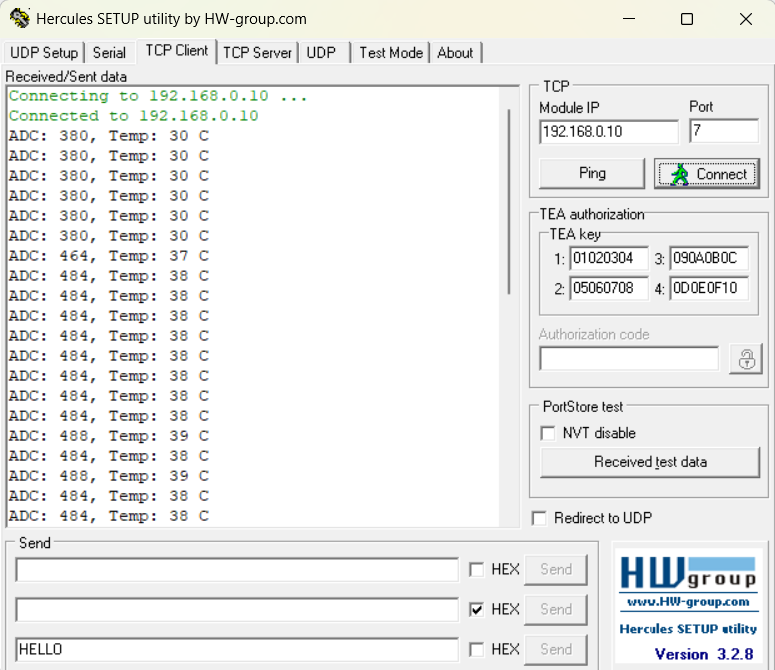 Hercules SETUP utility by HW-group.com
UDP Setup Serial TCP Client TCP Server UDP Test Mode About
Received/Sent data
Connecting to 192.168.0.10 ...
Connected to 192.168.0.10
ADC: 380, Temp: 30 C
ADC: 380, Temp: 30 C
ADC: 380, Temp: 30 C
ADC: 380, Temp: 30 C
ADC: 380, Temp: 30 C
ADC: 380, Temp: 30 C
ADC: 464, Temp: 37 C
ADC: 484, Temp: 38 C
ADC: 484, Temp: 38 C
ADC: 484, Temp: 38 C
ADC: 484, Temp: 38 C
ADC: 484, Temp: 38 C
ADC: 484, Temp: 38 C
ADC: 484, Temp: 38 C
ADC: 484, Temp: 38 C
ADC: 488, Temp: 39 C
ADC: 484, Temp: 38 C
ADC: 488, Temp: 39 C
ADC: 484, Temp: 38 C
ADC: 484, Temp: 38 C
TCP
Module IP Port
192.168.0.10 7
Ping Connect
TEA authorization
TEA key
1: 01020304 3: 090A0B0C
2: 05060708 4: 0D0E0F10
Authorization code
PortStore test
NVT disable
Received test data
Redirect to UDP
Send
HEX Send
HEX Send
HELLO HEX Send
HW group
www.HW-group.com
Hercules SETUP utility
Version 3.2.8